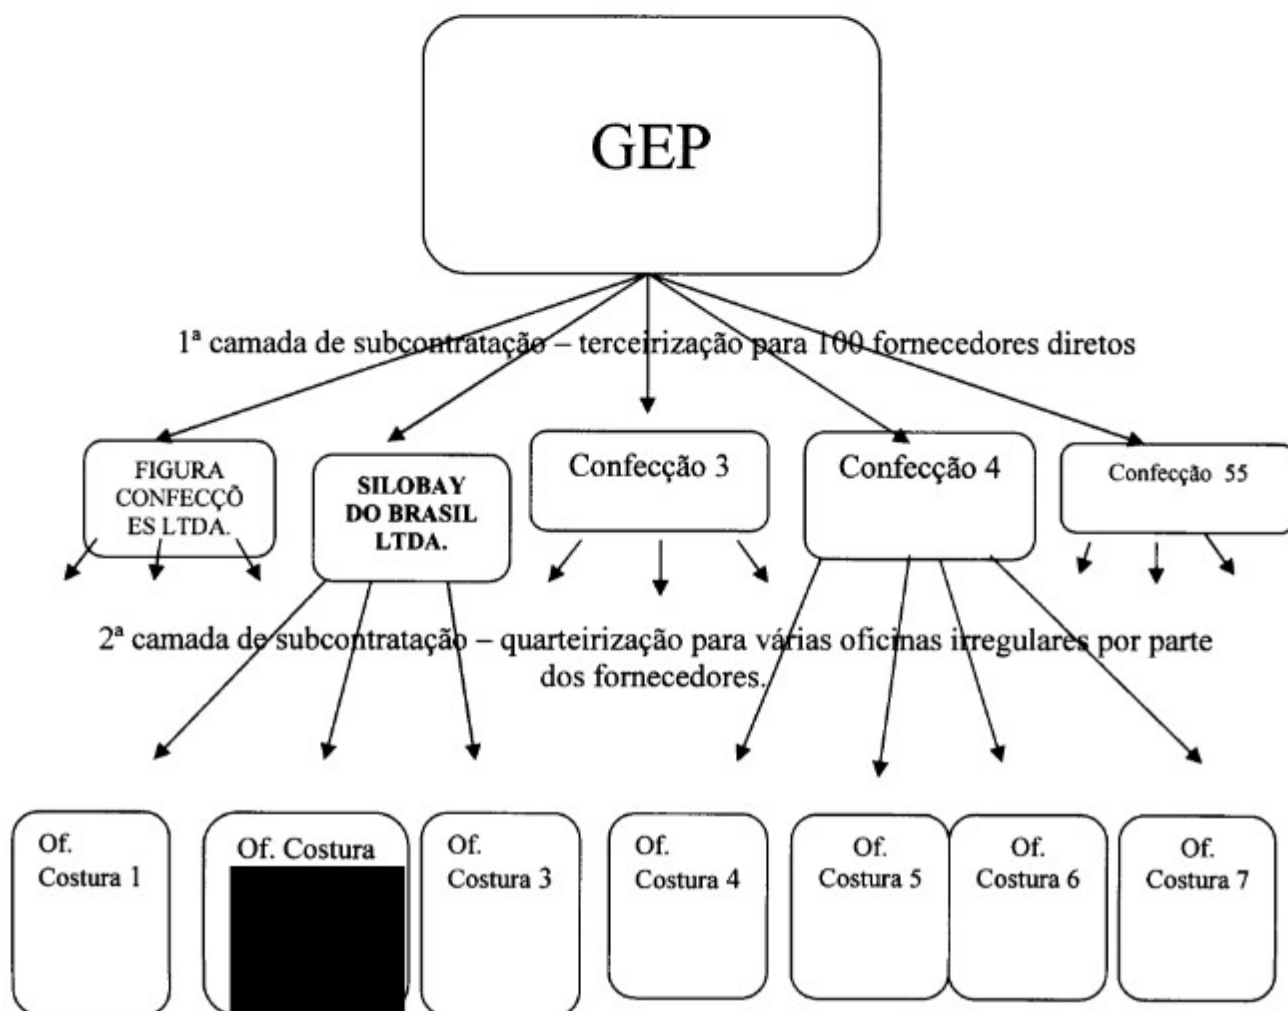 GEP
1ª camada de subcontratação – terceirização para 100 fornecedores diretos
FIGURA
CONFECÇÕ
ES LTDA.
SILOBAY
DO BRASIL
LTDA.
Confecção 3
Confecção 4
Confecção 55
2ª camada de subcontratação – quarteirização para várias oficinas irregulares por parte
dos fornecedores.
Of.
Costura 1
Of. Costura
Of.
Costura 3
Of.
Costura 4
Of.
Costura 5
Of.
Costura 6
Of.
Costura 7